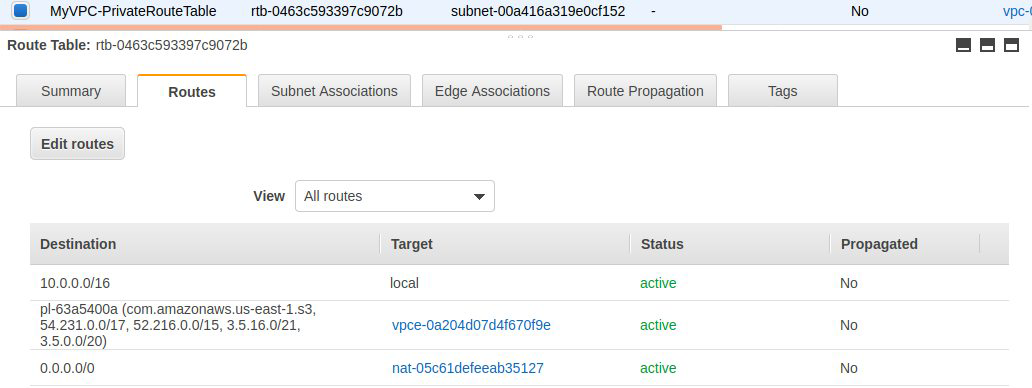 MyVPC-PrivateRouteTable rtb-0463c593397c9072b subnet-00a416a319e0cf152 - No vpc-0
Route Table: rtb-0463c593397c9072b
Summary Routes Subnet Associations Edge Associations Route Propagation Tags
Edit routes
View All routes
Destination Target Status Propagated
10.0.0.0/16 local active No
pl-63a5400a (com.amazonaws.us-east-1.s3,
54.231.0.0/17, 52.216.0.0/15, 3.5.16.0/21, vpce-0a204d07d4f670f9e active No
3.5.0.0/20)
0.0.0.0/0 nat-05c61defeeab35127 active No